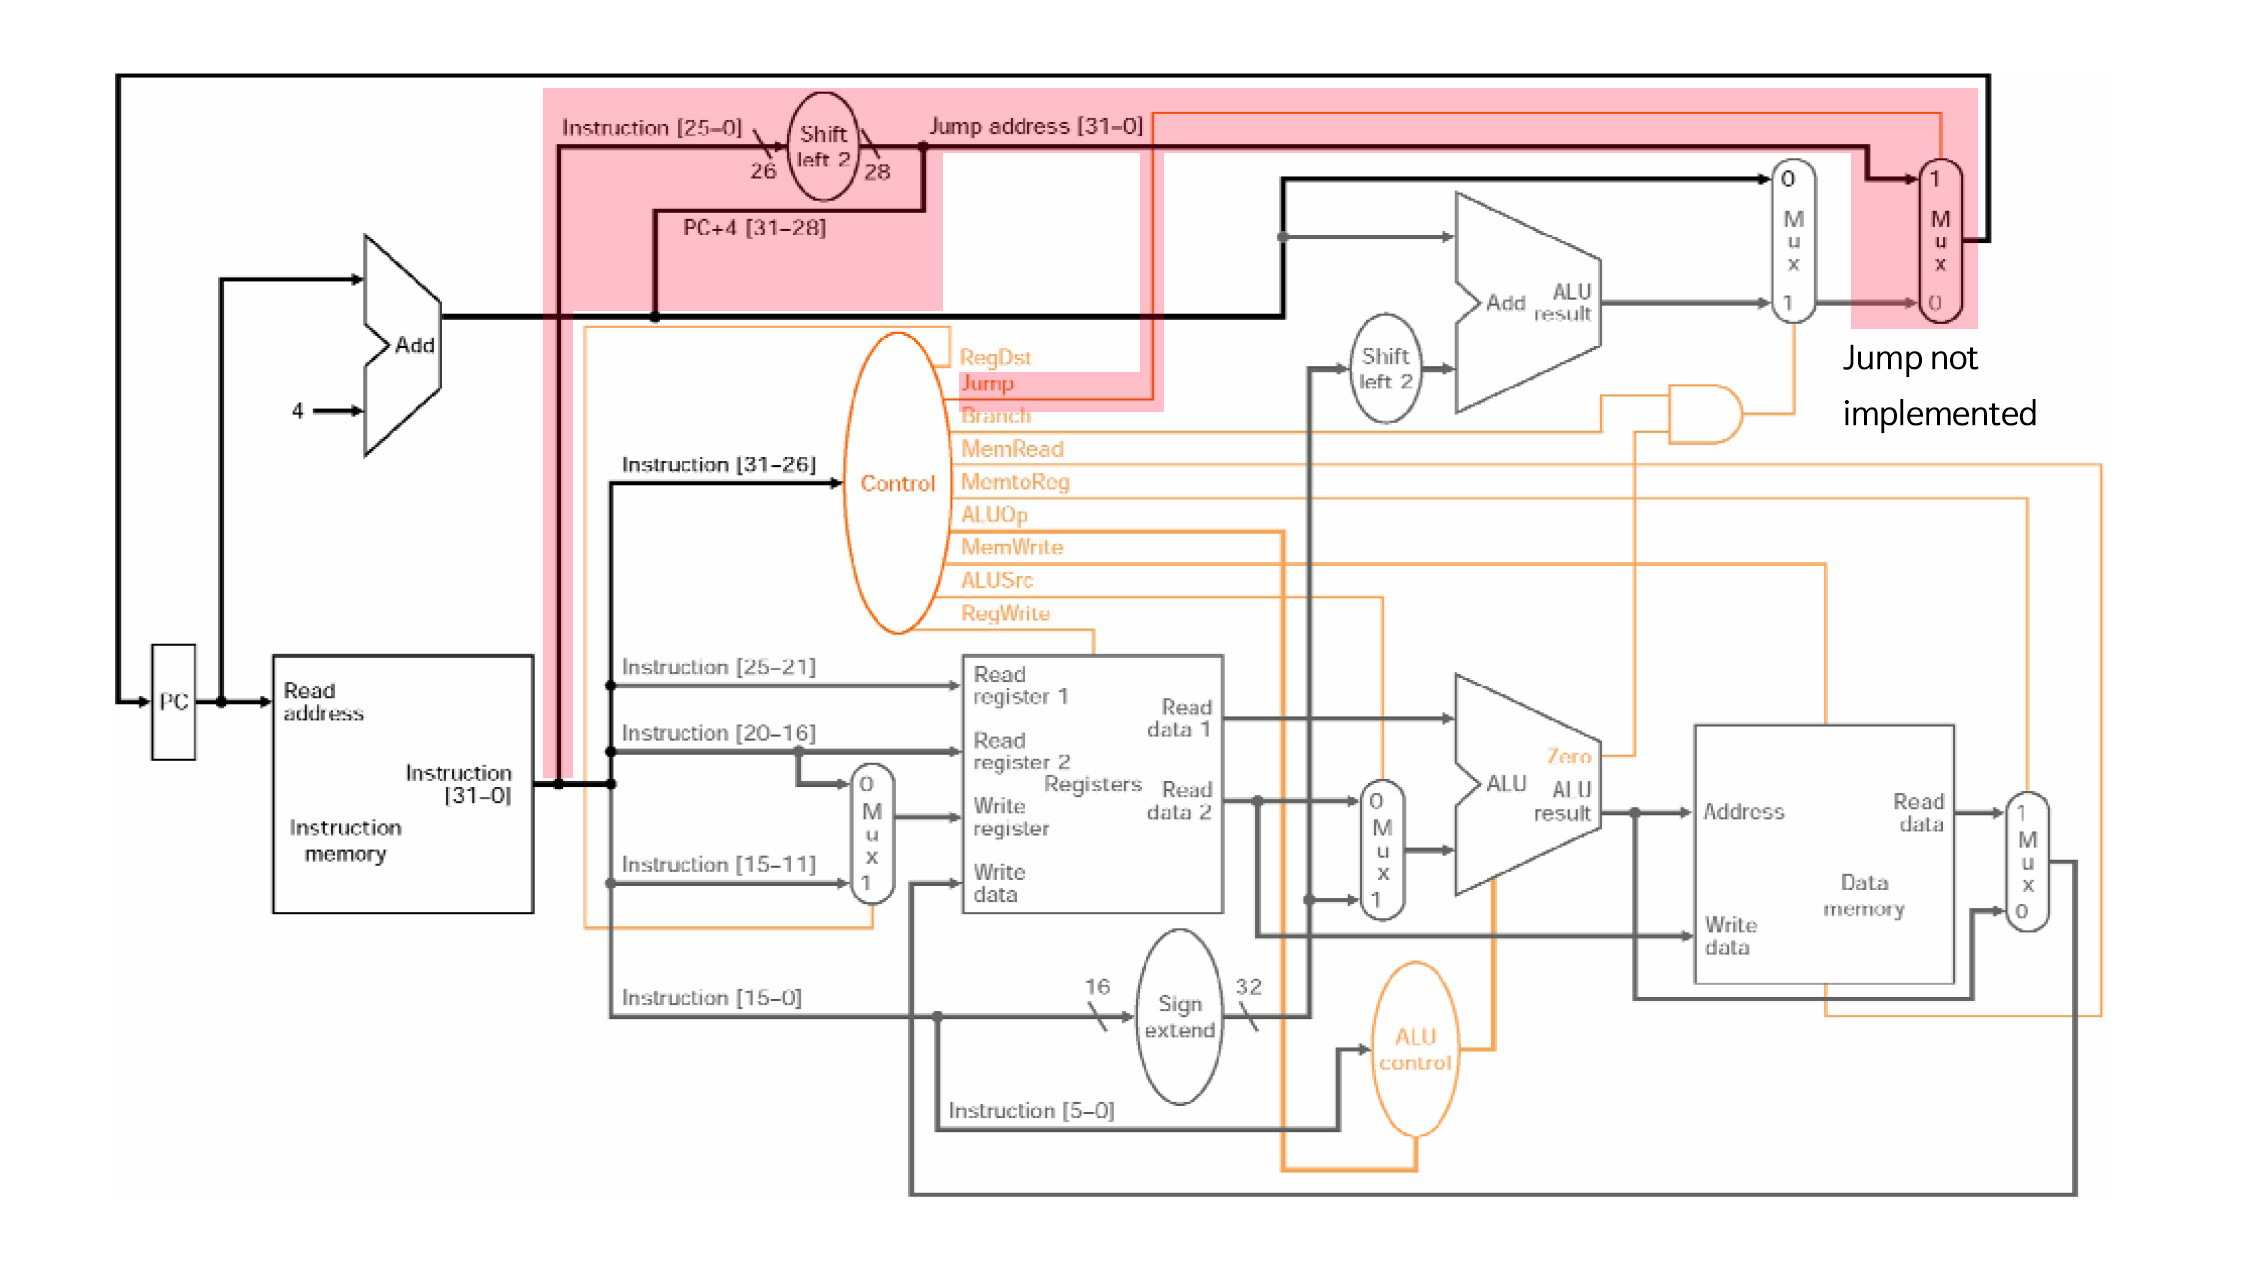 Instruction [25–0]
26
Shift
left 2
28
Jump address [31–0]
PC+4 [31–28]
Add
4
0
M
u
x
1
1
M
u
x
0
Add
ALU
result
Shift
left 2
Jump not
implemented
RegDst
Jump
Branch
MemRead
MemtoReg
ALUOp
MemWrite
ALUSrc
RegWrite
Instruction [31–26]
Control
PC
Read
address
Instruction
[31–0]
Instruction
memory
Instruction [25–21]
Instruction [20–16]
0
M
u
x
1
Instruction [15–11]
Instruction [15–0]
Read
register 1
Read
register 2
Registers
Write
register
Write
data
Read
data 1
Read
data 2
0
M
u
x
1
Zero
ALU
ALU
result
Address
Read
data
Data
memory
Write
data
1
M
u
x
0
16
Sign
extend
32
ALU
control
Instruction [5–0]